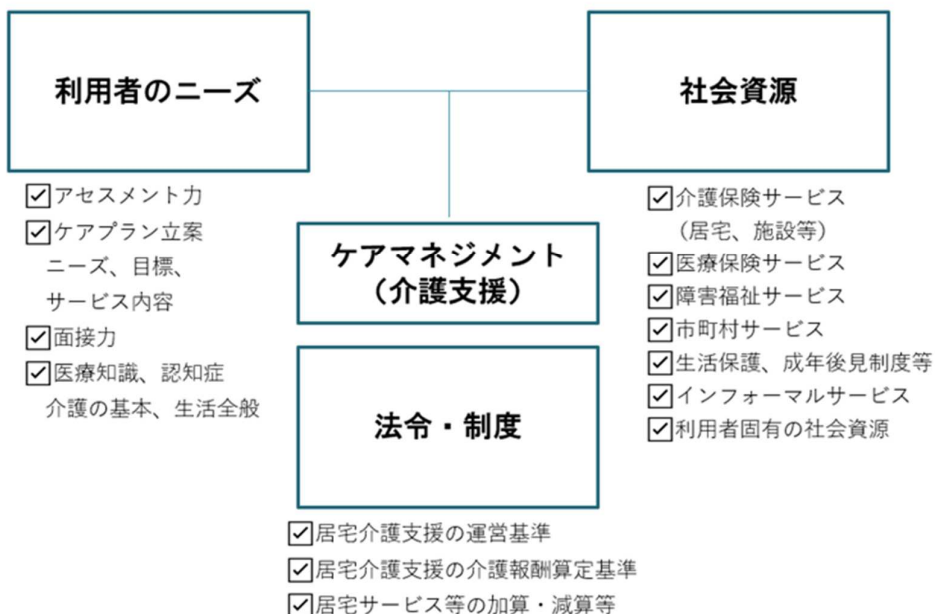 利用者のニーズ
☑アセスメント力
☑ケアプラン立案
ニーズ、目標、
サービス内容
☑面接力
☑医療知識、認知症
介護の基本、生活全般
社会資源
☑介護保険サービス
（居宅、施設等）
☑医療保険サービス
☑障害福祉サービス
☑市町村サービス
☑生活保護、成年後見制度等
☑インフォーマルサービス
☑利用者固有の社会資源
ケアマネジメント
（介護支援）
法令・制度
☑居宅介護支援の運営基準
☑居宅介護支援の介護報酬算定基準
☑居宅サービス等の加算・減算等